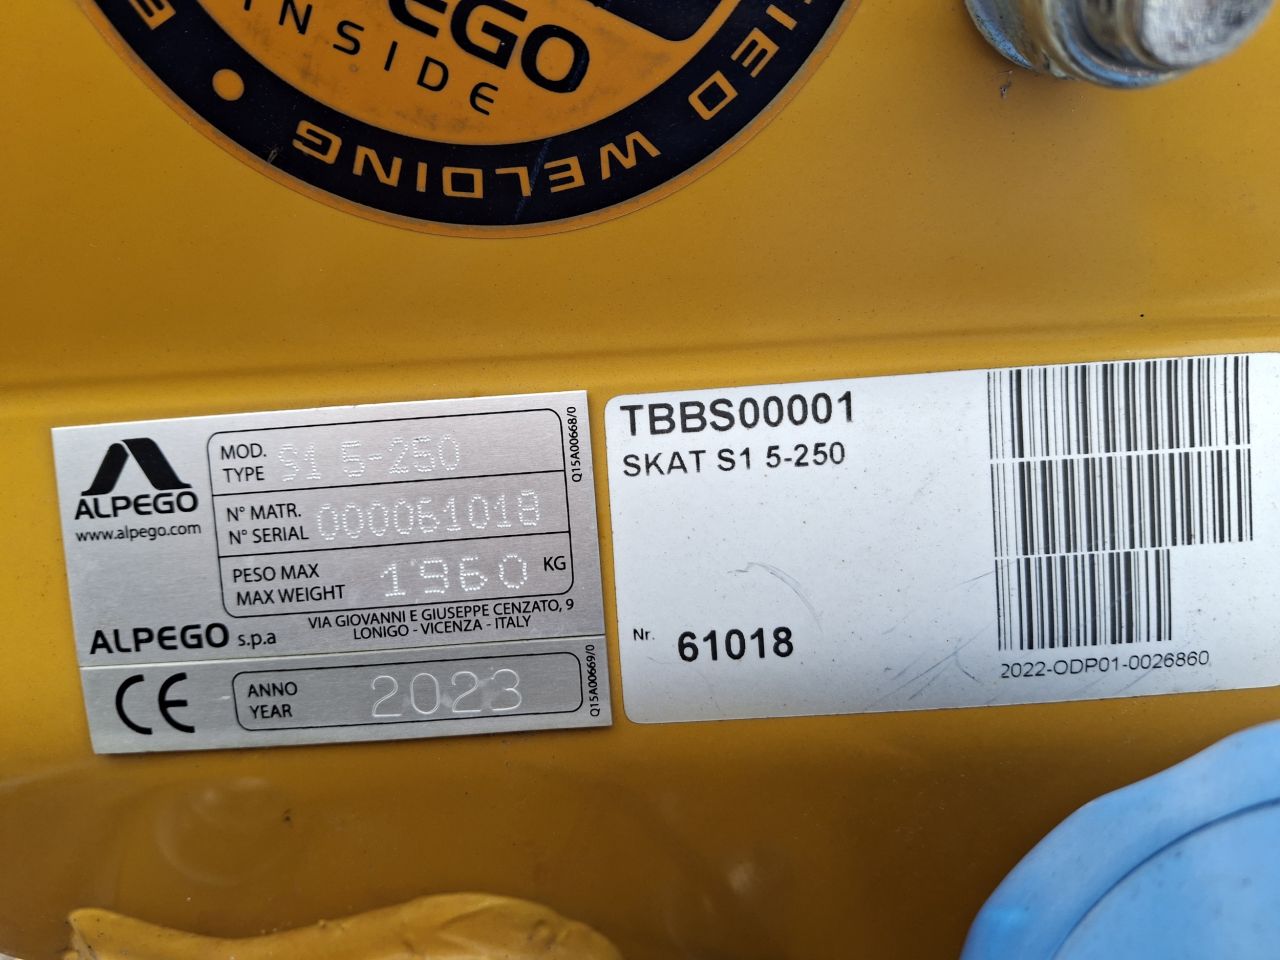 PEGO
INSIDE
IED WELDING
E
ALPEGO
www.alpego.com
MOD.
TYPE
S1 5-250
N° MATR.
N° SERIAL
000061018
PESO MAX
MAX WEIGHT
1960 KG
Q15A00668/0
ALPEGO s.p.a
VIA GIOVANNI E GIUSEPPE CENZATO, 9
LONIGO - VICENZA - ITALY
CE
ANNO
YEAR
2023
Q15A00669/0
TBBS00001
SKAT S1 5-250
Nr. 61018
2022-ODP01-0026860